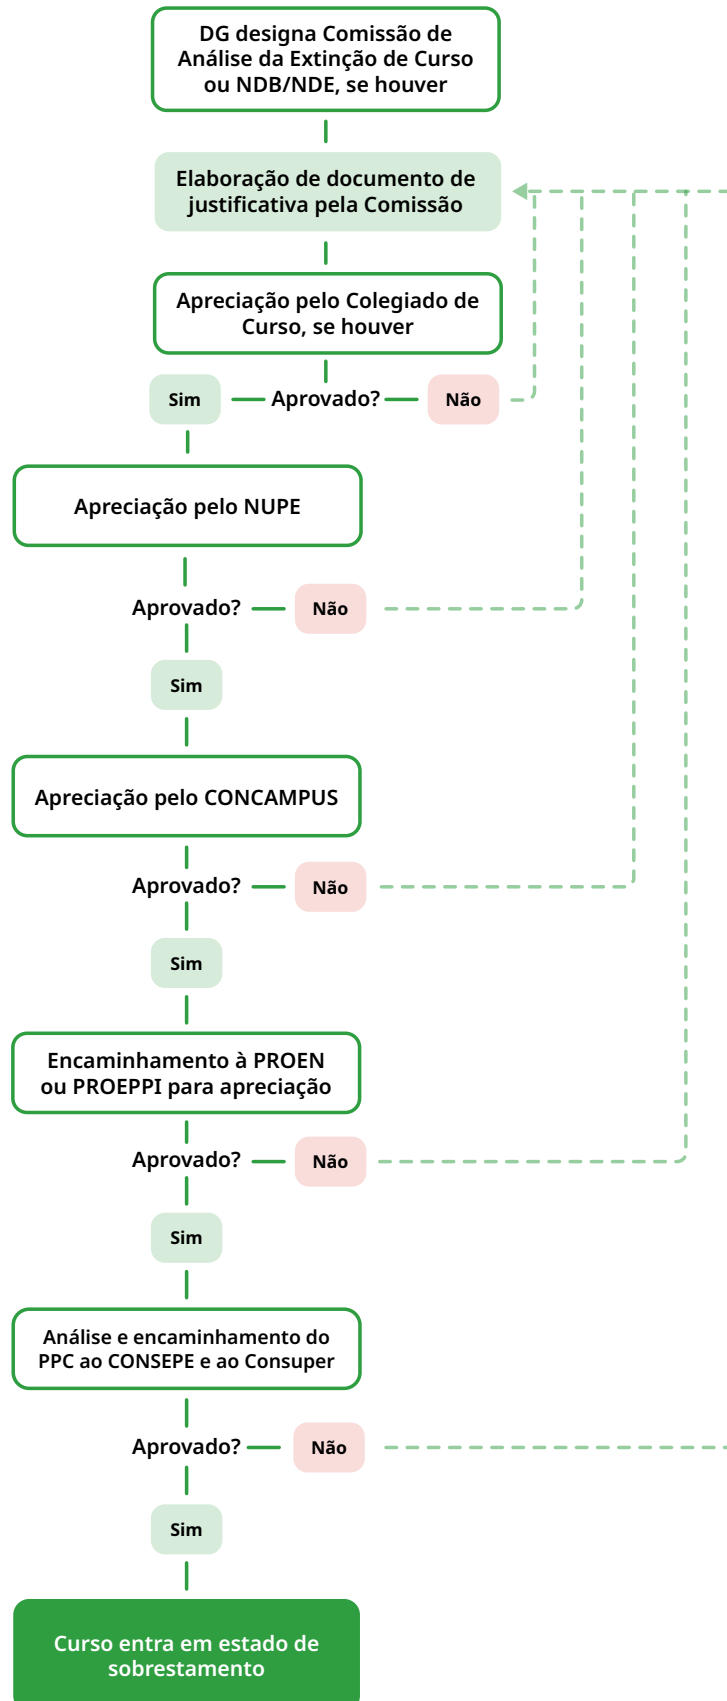 DG designa Comissão de
Análise da Extinção de Curso
ou NDB/NDE, se houver
Elaboração de documento de
justificativa pela Comissão
Apreciação pelo Colegiado de
Curso, se houver
Sim Aprovado? Não
Apreciação pelo NUPE
Aprovado? Não
Sim
Apreciação pelo CONCAMPUS
Aprovado? Não
Sim
Encaminhamento à PROEN
ou PROEPPI para apreciação
Aprovado? Não
Sim
Análise e encaminhamento do
PPC ao CONSEPE e ao Consuper
Aprovado? Não
Sim
Curso entra em estado de
sobrestamento